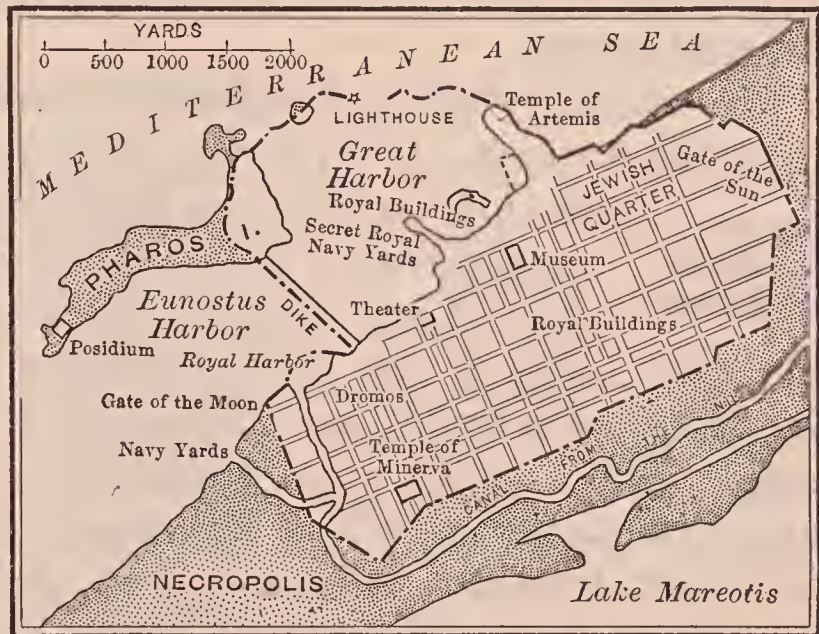 YARDS
0 500 1000 1500 2000
MEDITERRANEAN SEA
Temple of
Artemis
LIGHTHOUSE
Great
Harbor
Royal Buildings
Secret Royal
Navy Yards
JEWISH
QUARTER
Gate of the
Sun
PHAROS
I.
Museum
Eunostus
Harbor
DIKE
Theater
Royal Buildings
Posidium
Royal Harbor
Gate of the Moon
Dromos
Navy Yards
Temple of
Minerva
CANAL FROM THE NILE
NECROPOLIS
Lake Mareotis